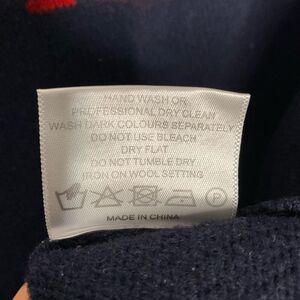 HAND WASH OR
PROFESSIONAL DRY CLEAN
WASH DARK COLOURS SEPARATELY
DO NOT USE BLEACH
DRY FLAT
DO NOT TUMBLE DRY
IRON ON WOOL SETTING
P
MADE IN CHINA